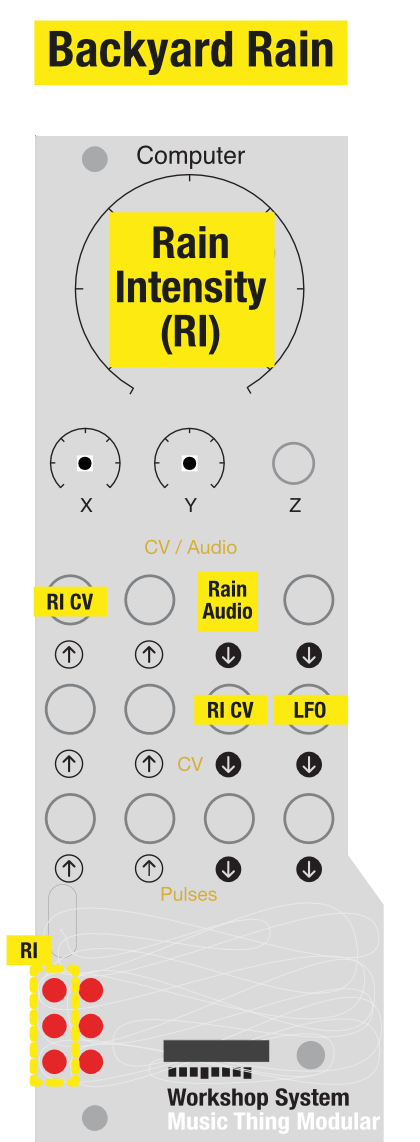 Backyard Rain
Computer
Rain
Intensity
(RI)
X Y Z
CV / Audio
RI CV
Rain
Audio
RI CV LFO
CV
Pulses
RI
Workshop System
Music Thing Modular